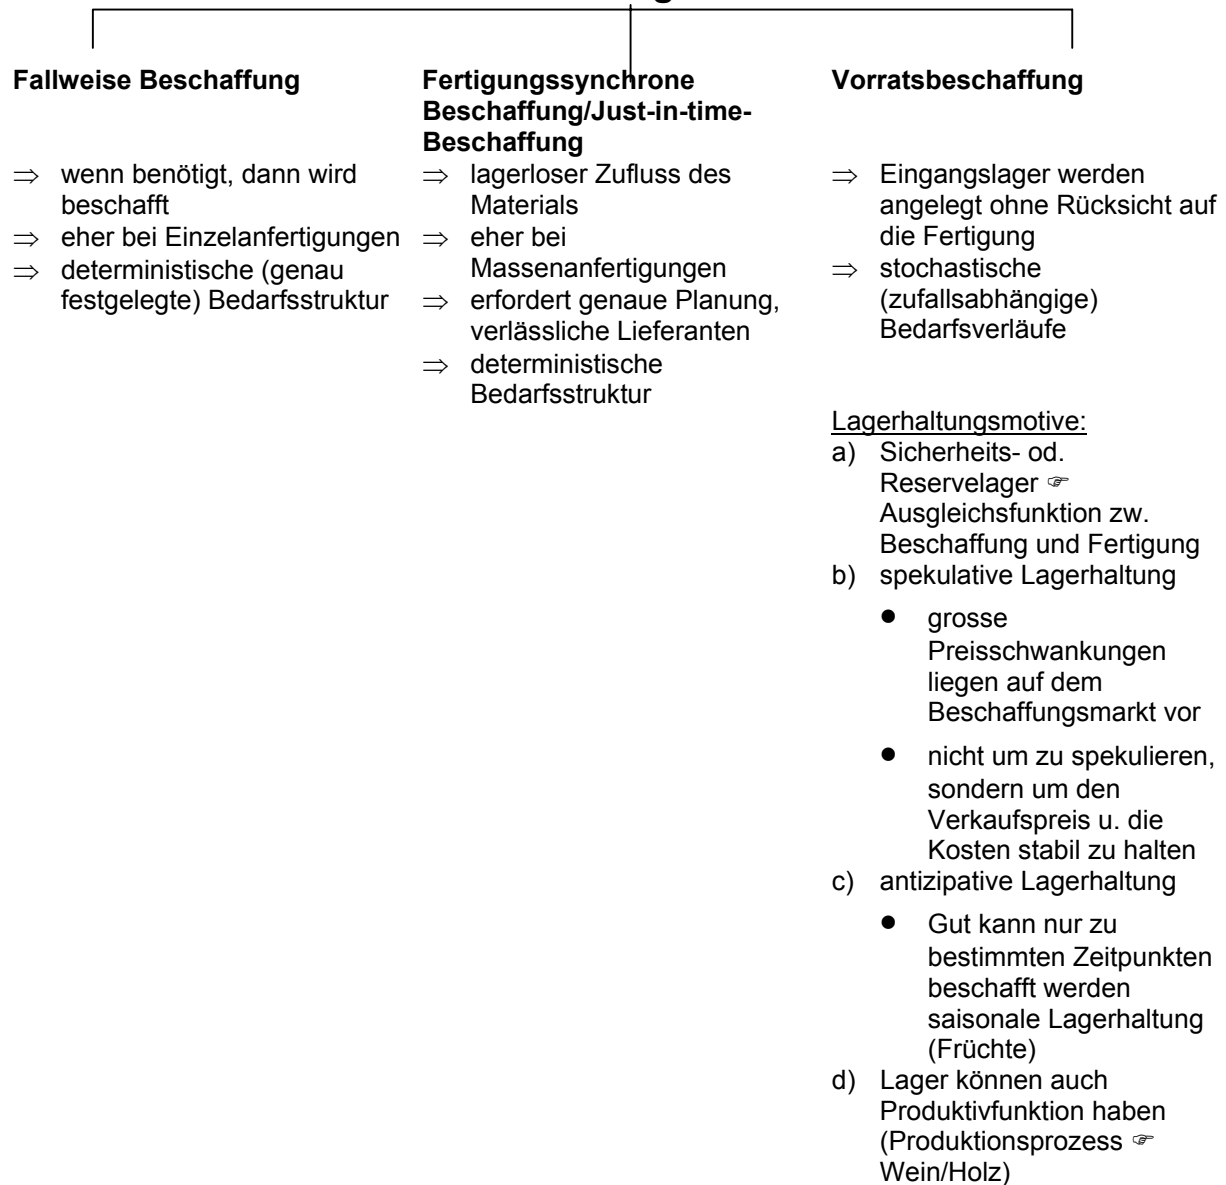 Fallweise Beschaffung
⇒ wenn benötigt, dann wird
beschafft
⇒ eher bei Einzelanfertigungen
⇒ deterministische (genau
festgelegte) Bedarfsstruktur
Fertigungssynchrone
Beschaffung/Just-in-time-
Beschaffung
⇒ lagerloser Zufluss des
Materials
⇒ eher bei
Massenanfertigungen
⇒ erfordert genaue Planung,
verlässliche Lieferanten
⇒ deterministische
Bedarfsstruktur
Vorratsbeschaffung
⇒ Eingangslager werden
angelegt ohne Rücksicht auf
die Fertigung
⇒ stochastische
(zufallsabhängige)
Bedarfsverläufe
Lagerhaltungsmotive:
a) Sicherheits- od.
Reservelager ☞
Ausgleichsfunktion zw.
Beschaffung und Fertigung
b) spekulative Lagerhaltung
● grosse
Preisschwankungen
liegen auf dem
Beschaffungsmarkt vor
● nicht um zu spekulieren,
sondern um den
Verkaufspreis u. die
Kosten stabil zu halten
c) antizipative Lagerhaltung
● Gut kann nur zu
bestimmten Zeitpunkten
beschafft werden
saisonale Lagerhaltung
(Früchte)
d) Lager können auch
Produktivfunktion haben
(Produktionsprozess ☞
Wein/Holz)